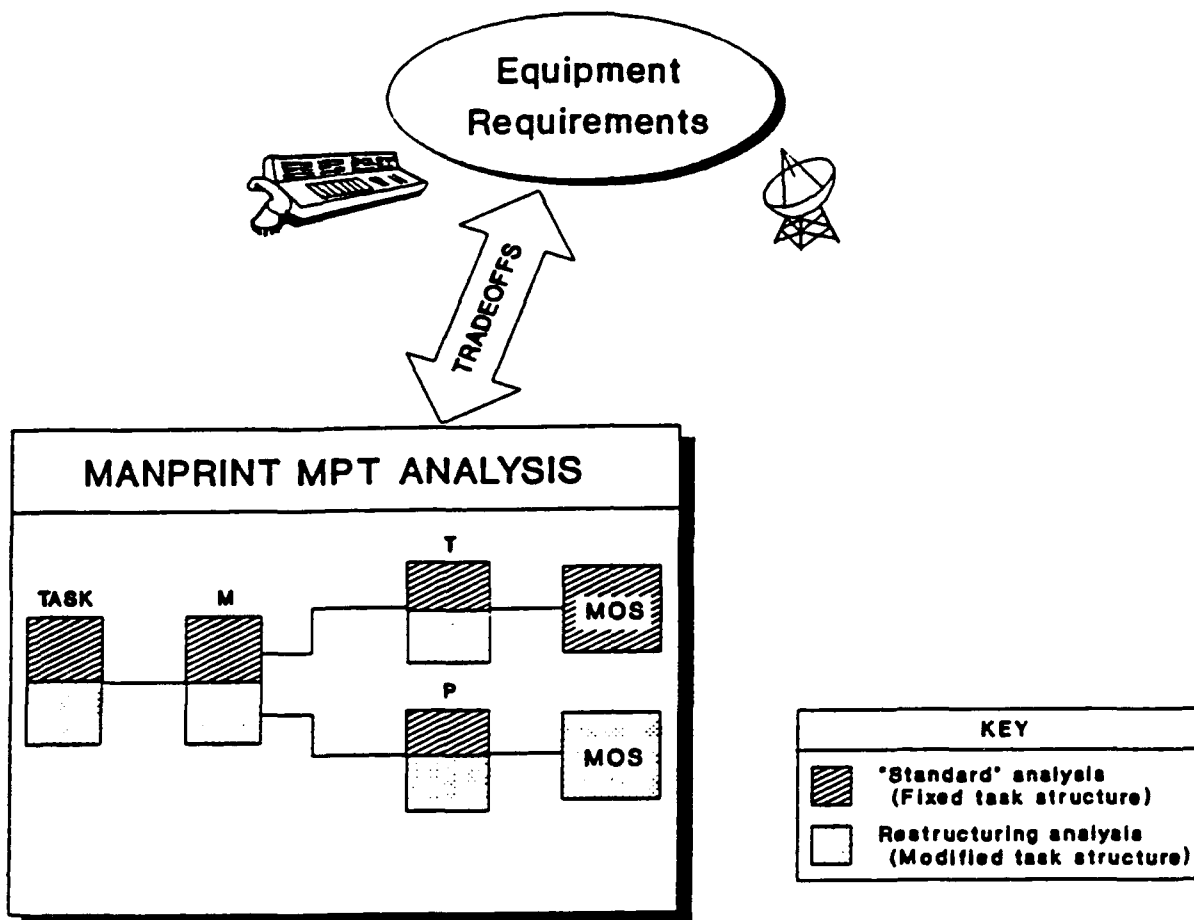 Equipment
Requirements
TRADEOFFS
MANPRINT MPT ANALYSIS
T
TASK
M
MOS
P
MOS
KEY
"Standard" analysis
(Fixed task structure)
Restructuring analysis
(Modified task structure)